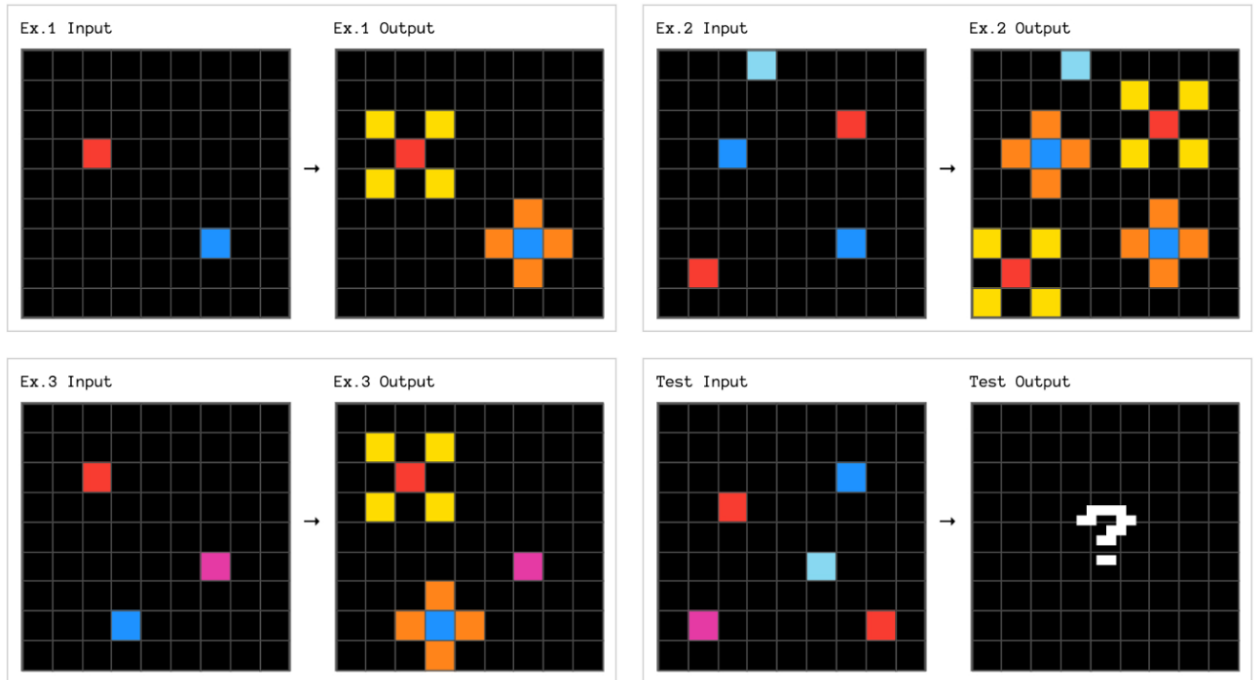 Ex.1 Input
Ex.1 Output
Ex.2 Input
Ex.2 Output
→
→
Ex.3 Input
Ex.3 Output
Test Input
Test Output
→
→
?